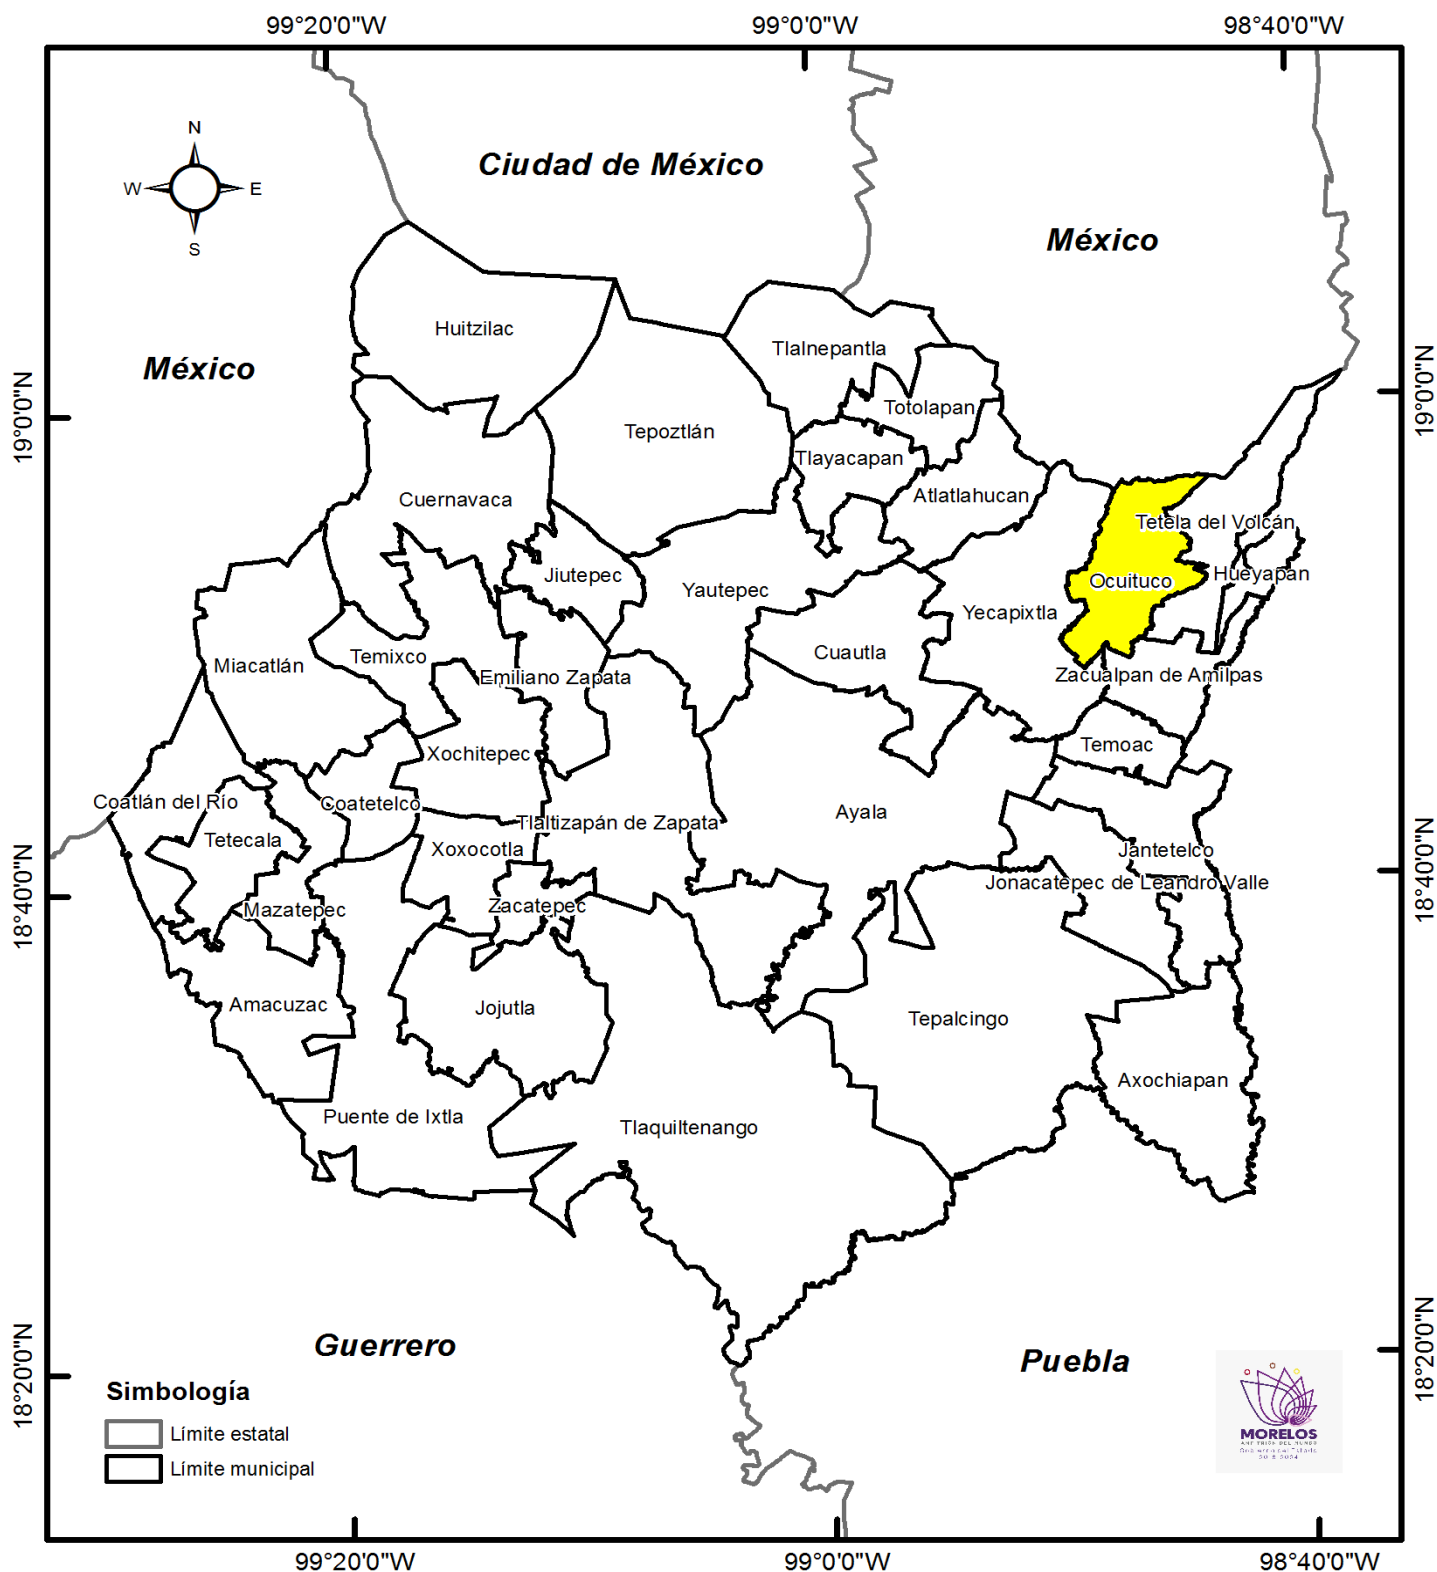 99°20'0"W
99°0'0"W
98°40'0"W
N
W
E
S
Ciudad de México
México
México
Huitzilac
Tlalnepantla
19°0'0"N
19°0'0"N
Totolapan
Tepoztlán
Tlayacapan
Atlatlahucan
Cuernavaca
Tetela del Volcán
Jiutepec
Hueyapan
Ocuituco
Yautepec
Yecapixtla
Cuautla
Temixco
Miacatlán
Emiliano Zapata
Zacualpan de Amilpas
Temoac
Xochitepec
Coatlán del Río
Coatetelco
Ayala
Tlaltizapán de Zapata
Tetecala
Xoxocotla
Jantetelco
18°40'0"N
18°40'0"N
Jonacatepec de Leandro Valle
Mazatepec
Zacatepec
Amacuzac
Jojutla
Tepalcingo
Axochiapan
Puente de Ixtla
Tlaquiltenango
Guerrero
Puebla
18°20'0"N
18°20'0"N
Simbología
Límite estatal
Límite municipal
MORELOS
99°20'0"W
99°0'0"W
98°40'0"W